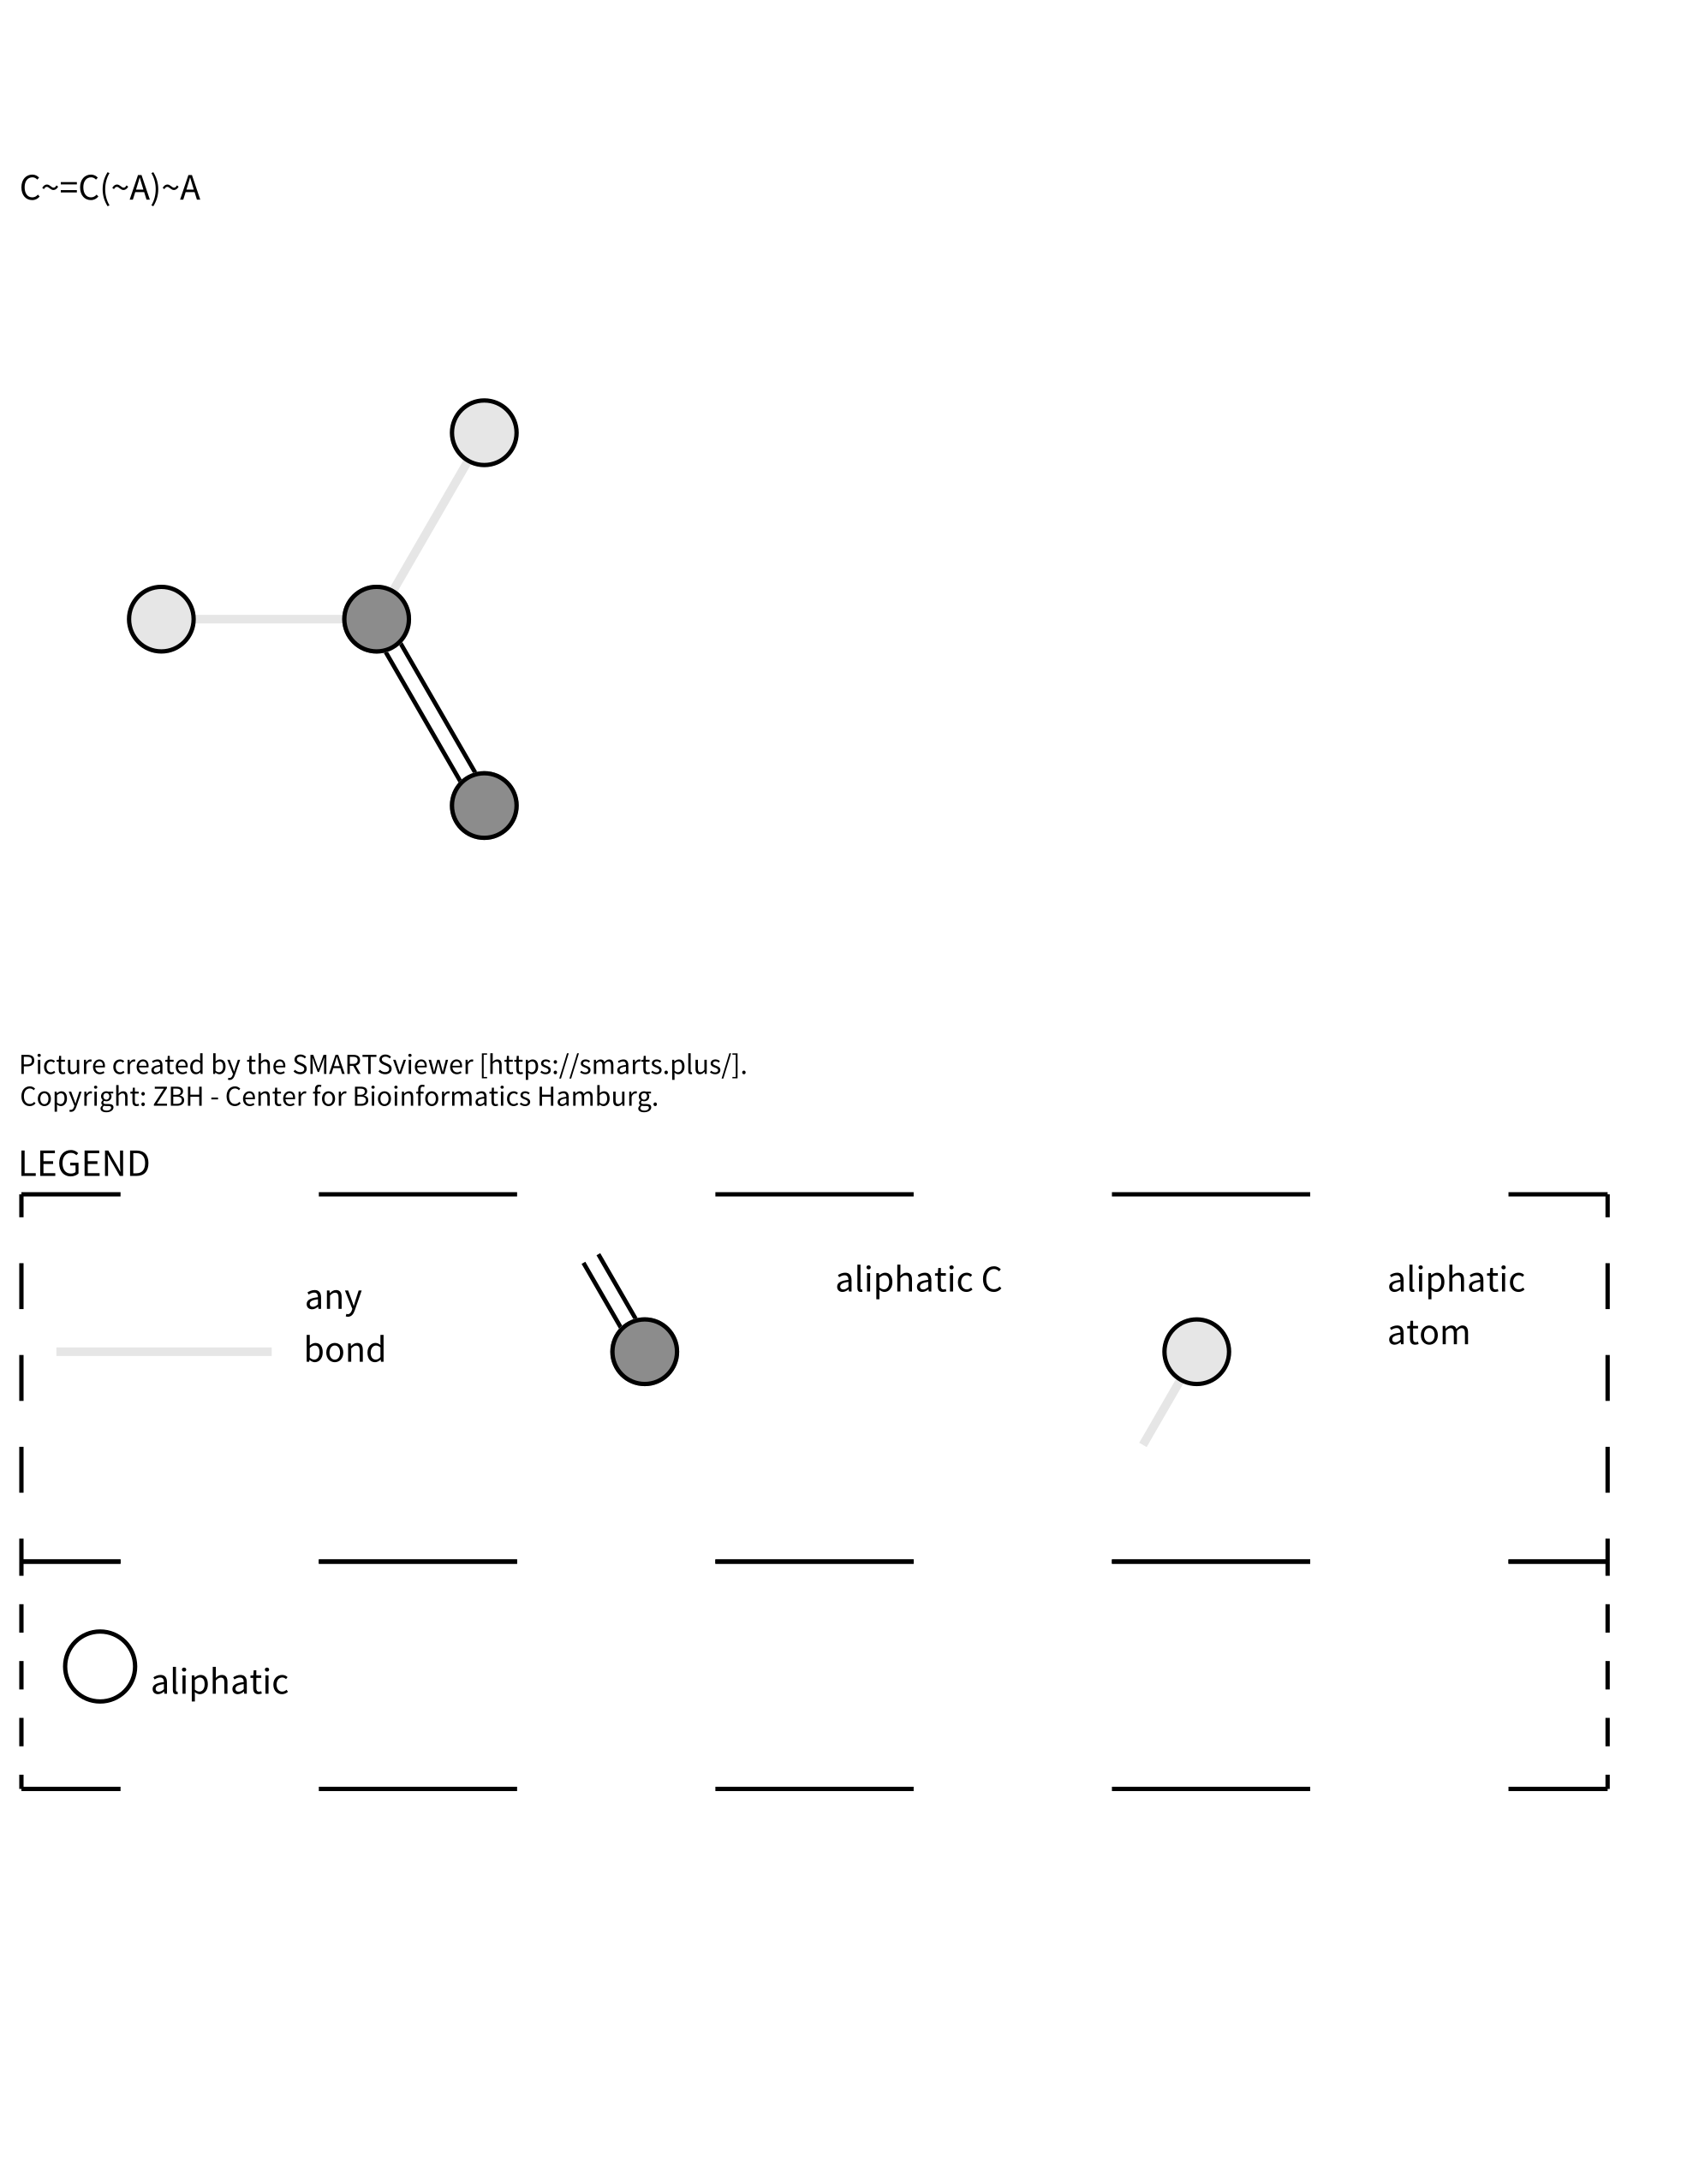 C~=C(~A)~A
Picture created by the SMARTSviewer [https://smarts.plus/].
Copyright: ZBH - Center for Bioinformatics Hamburg.
LEGEND
any
bond
aliphatic C
aliphatic
atom
aliphatic